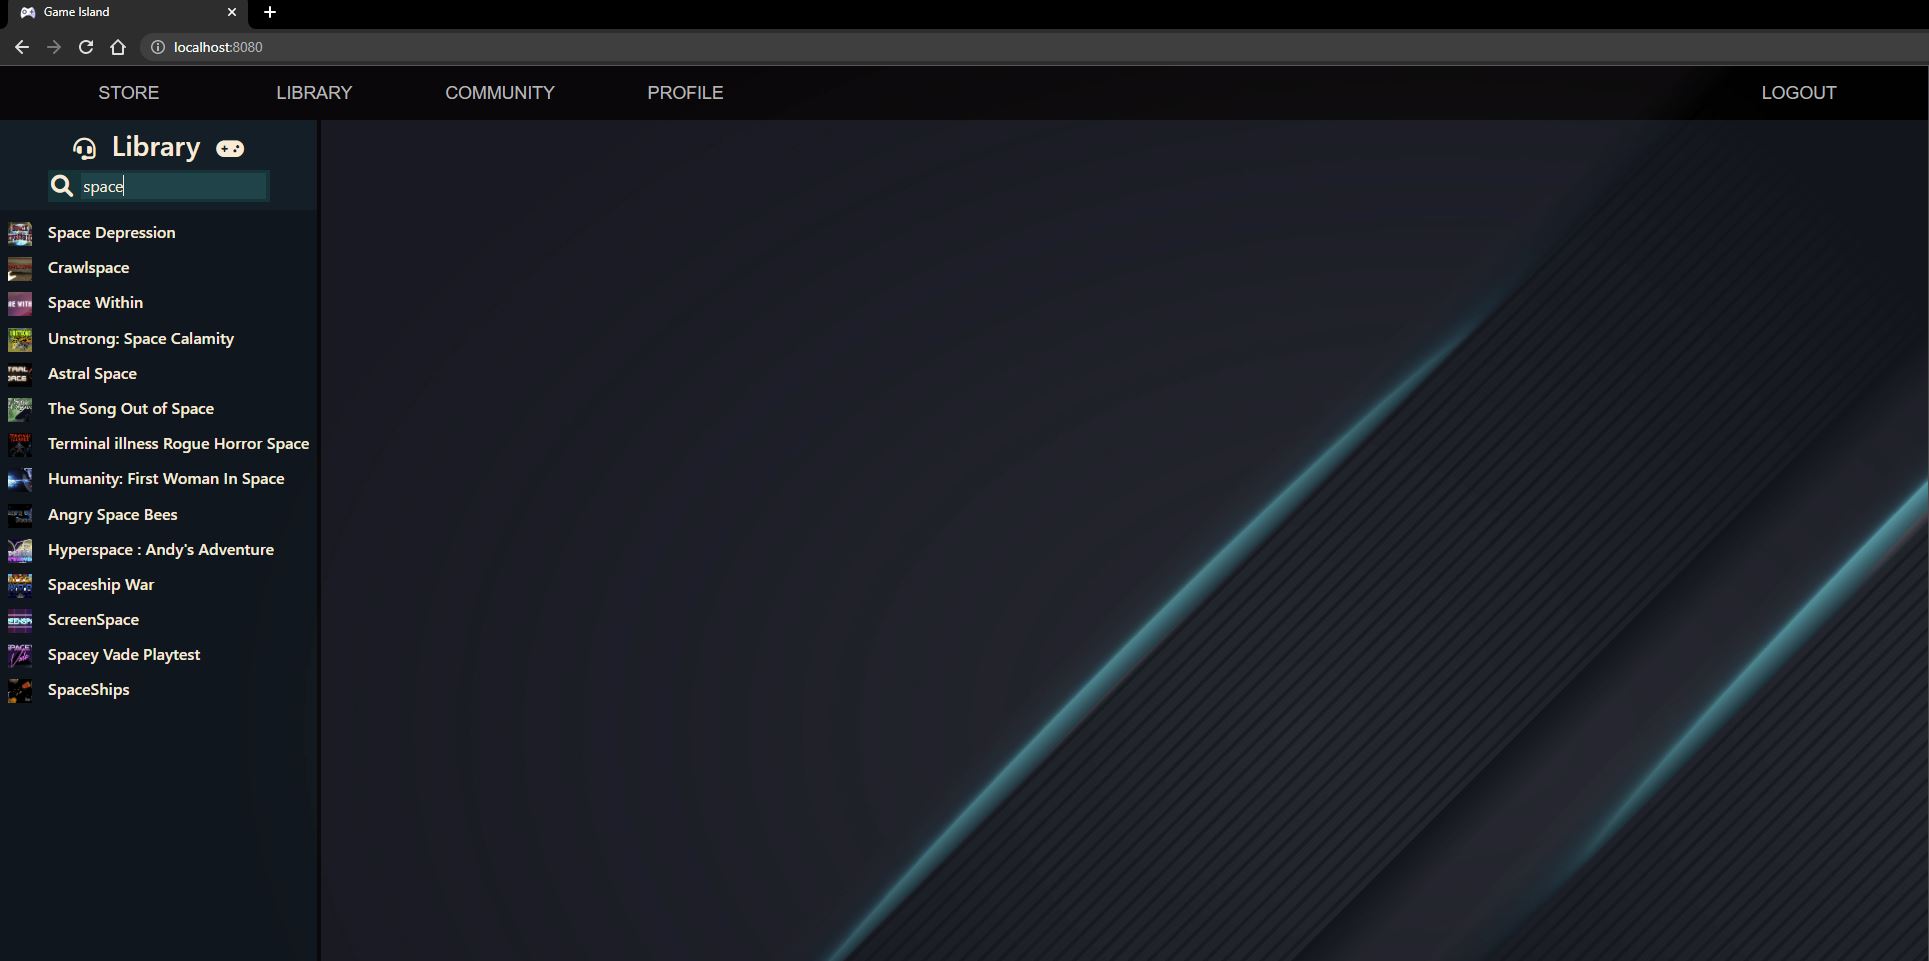 Game Island
localhost:8080
STORE LIBRARY COMMUNITY PROFILE LOGOUT
Library
space
Space Depression
Crawlspace
Space Within
Unstrong: Space Calamity
Astral Space
The Song Out of Space
Terminal illness Rogue Horror Space
Humanity: First Woman In Space
Angry Space Bees
Hyperspace : Andy's Adventure
Spaceship War
ScreenSpace
Spacey Vade Playtest
SpaceShips